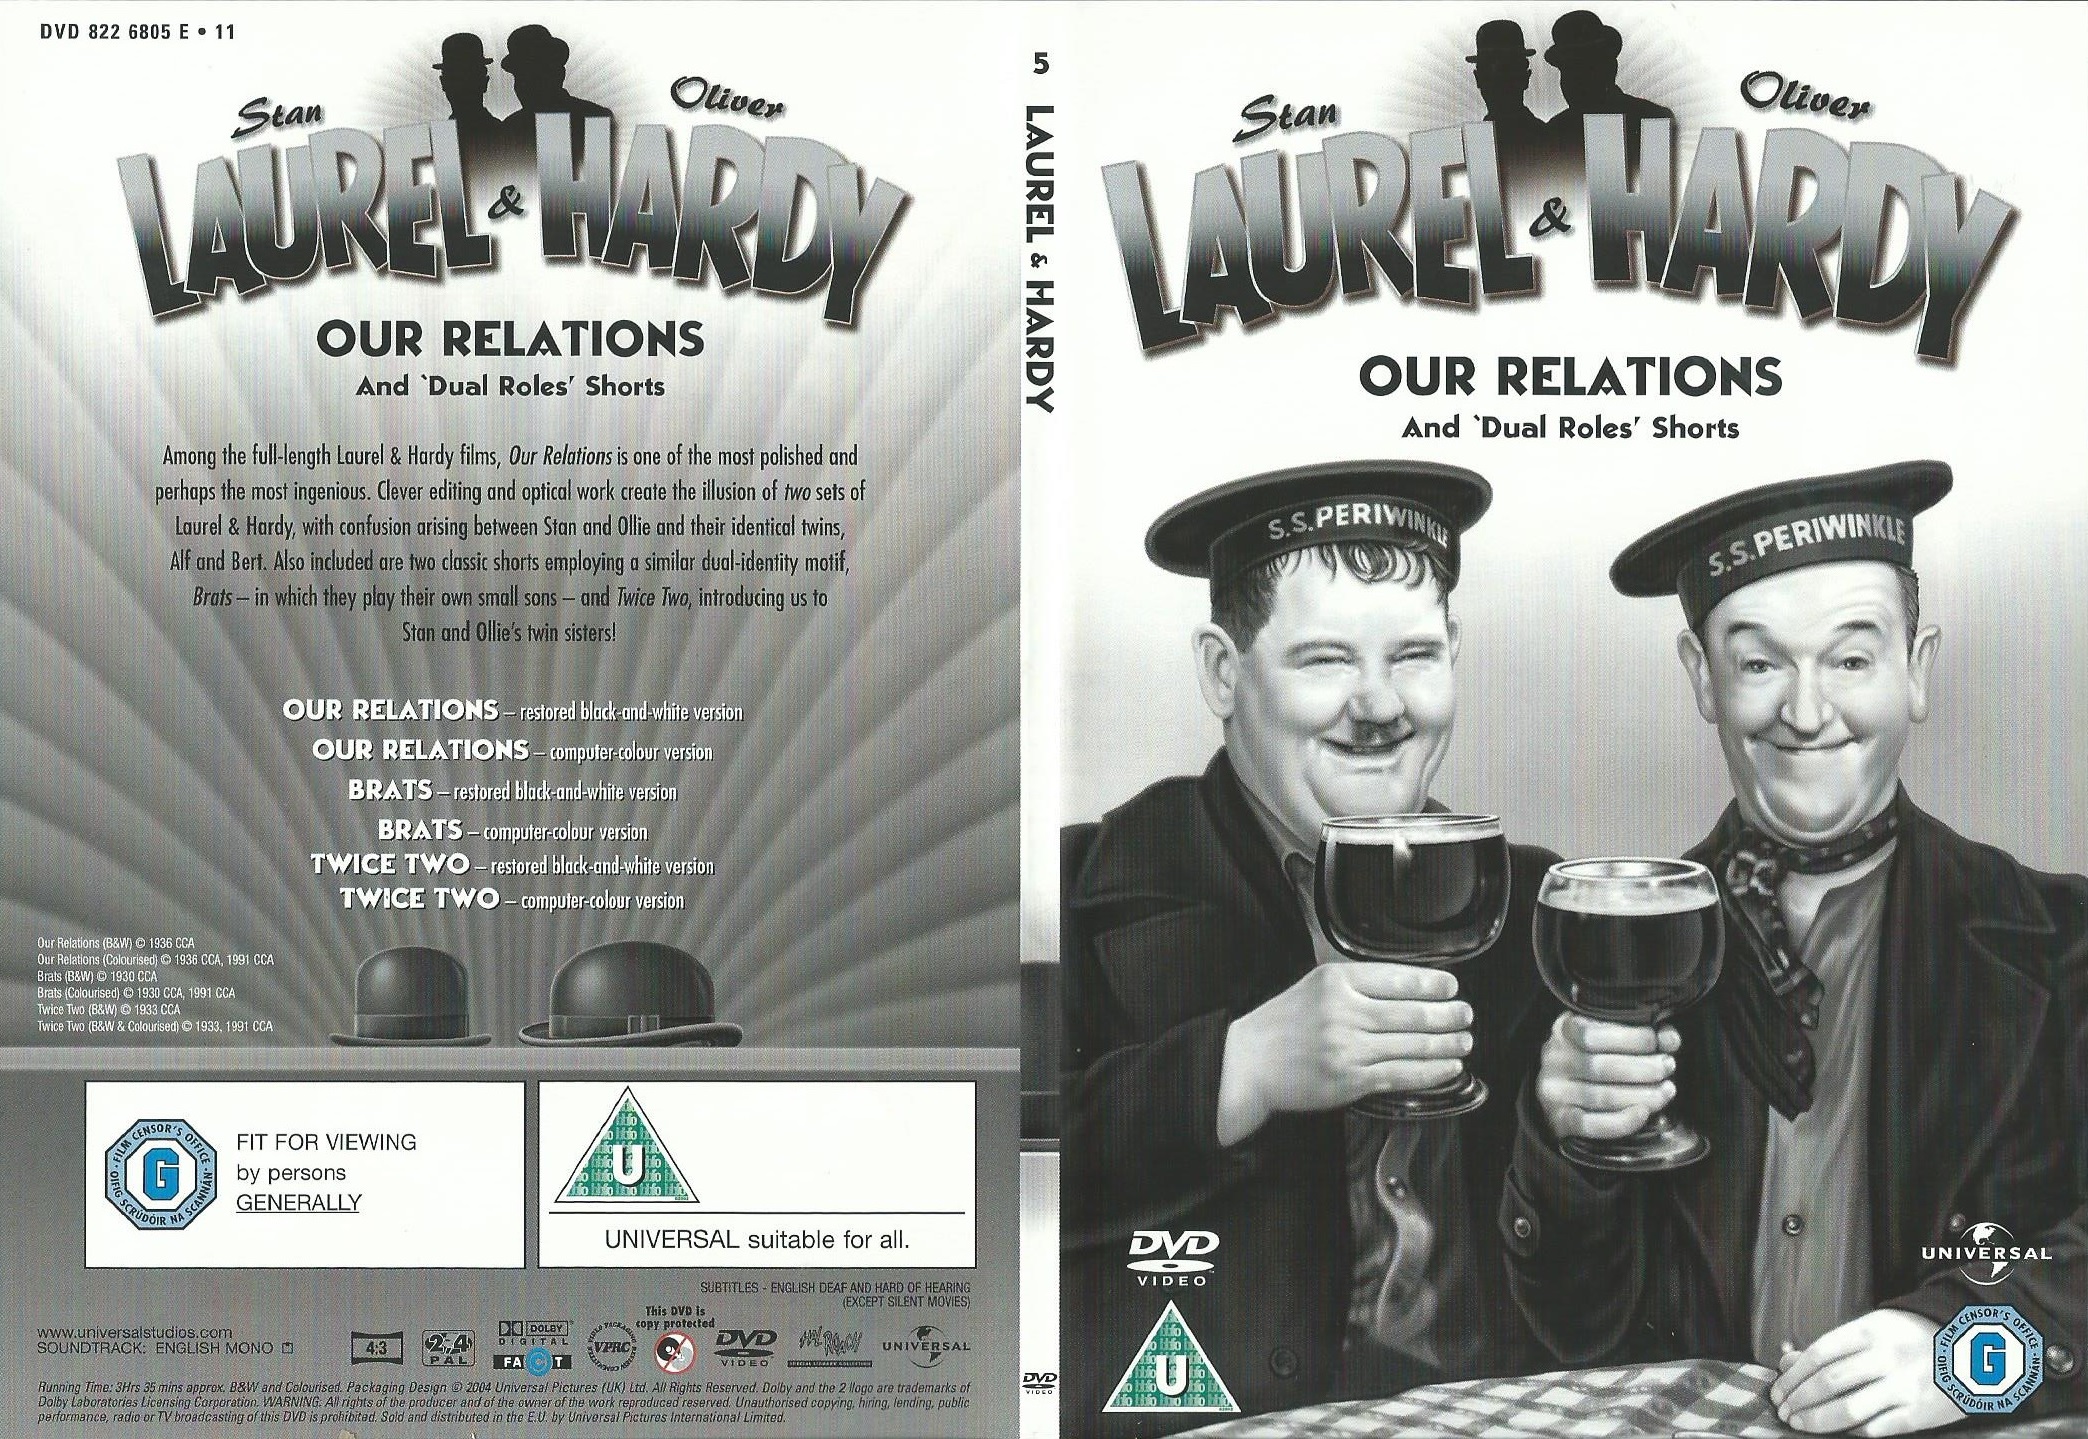 DVD 822 6805 E • 11
Stan
Oliver
LAUREL & HARDY
OUR RELATIONS
And 'Dual Roles' Shorts
Among the full-length Laurel & Hardy films, Our Relations is one of the most polished and
perhaps the most ingenious. Clever editing and optical work create the illusion of two sets of
Laurel & Hardy, with confusion arising between Stan and Ollie and their identical twins,
Alf and Bert. Also included are two classic shorts employing a similar dual-identity motif,
Brats – in which they play their own small sons – and Twice Two, introducing us to
Stan and Ollie's twin sisters!
OUR RELATIONS – restored black-and-white version
OUR RELATIONS – computer-colour version
BRATS – restored black-and-white version
BRATS – computer-colour version
TWICE TWO – restored black-and-white version
TWICE TWO – computer-colour version
Our Relations (B&W) © 1936 CCA
Our Relations (Colourised) © 1936 CCA, 1991 CCA
Brats (B&W) © 1930 CCA
Brats (Colourised) © 1930 CCA, 1991 CCA
Twice Two (B&W) © 1933 CCA
Twice Two (B&W & Colourised) © 1933, 1991 CCA
FILM CENSOR'S OFFICE
G
OIFIG SCRÚDÓIR NA SCANNÁN
FIT FOR VIEWING
by persons
GENERALLY
U
UNIVERSAL suitable for all.
SUBTITLES - ENGLISH DEAF AND HARD OF HEARING
(EXCEPT SILENT MOVIES)
www.universalstudios.com
SOUNDTRACK: ENGLISH MONO
4:3
2,4
PAL
DOLBY
DIGITAL
FACT
VPRC
This DVD is
copy protected
DVD
VIDEO
HAL ROACH
UNIVERSAL
Running Time: 3Hrs 35 mins approx. B&W and Colourised. Packaging Design © 2004 Universal Pictures (UK) Ltd. All Rights Reserved. Dolby and the 2 logo are trademarks of
Dolby Laboratories Licensing Corporation. WARNING. All rights of the producer and of the owner of the work reproduced reserved. Unauthorised copying, hiring, lending, public
performance, radio or TV broadcasting of this DVD is prohibited. Sold and distributed in the E.U. by Universal Pictures International Limited.
5 LAUREL & HARDY
DVD
VIDEO
Stan
Oliver
LAUREL & HARDY
OUR RELATIONS
And 'Dual Roles' Shorts
S.S.PERIWINKLE
S.S.PERIWINKLE
DVD
VIDEO
U
UNIVERSAL
FILM CENSOR'S OFFICE
G
OIFIG SCRÚDÓIR NA SCANNÁN